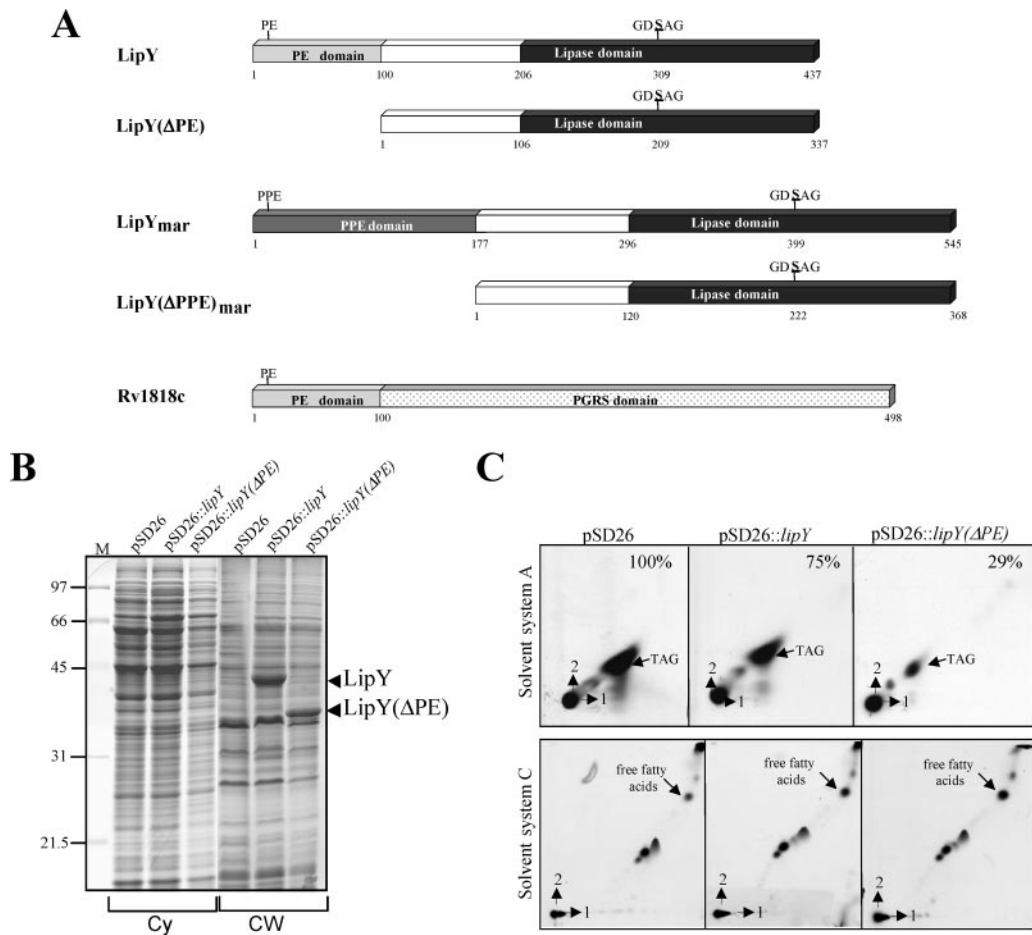 A
PE
GDSAG
LipY
PE domain
Lipase domain
1 100 206 309 437
GDSAG
LipY(ΔPE)
Lipase domain
1 106 209 337
PPE
GDSAG
LipYmar
PPE domain
Lipase domain
1 177 296 399 545
GDSAG
LipY(ΔPPE)mar
Lipase domain
1 120 222 368
PE
Rv1818c
PE domain
PGRS domain
1 100 498
B
M
pSD26
pSD26::lipY
pSD26::lipY(ΔPE)
pSD26
pSD26::lipY
pSD26::lipY(ΔPE)
97
66
45
31
21.5
LipY
LipY(ΔPE)
Cy
CW
C
pSD26
pSD26::lipY
pSD26::lipY(ΔPE)
Solvent system A
100%
75%
29%
TAG
TAG
TAG
2
1
2
1
2
1
Solvent system C
free fatty
acids
free fatty
acids
free fatty
acids
2
1
2
1
2
1